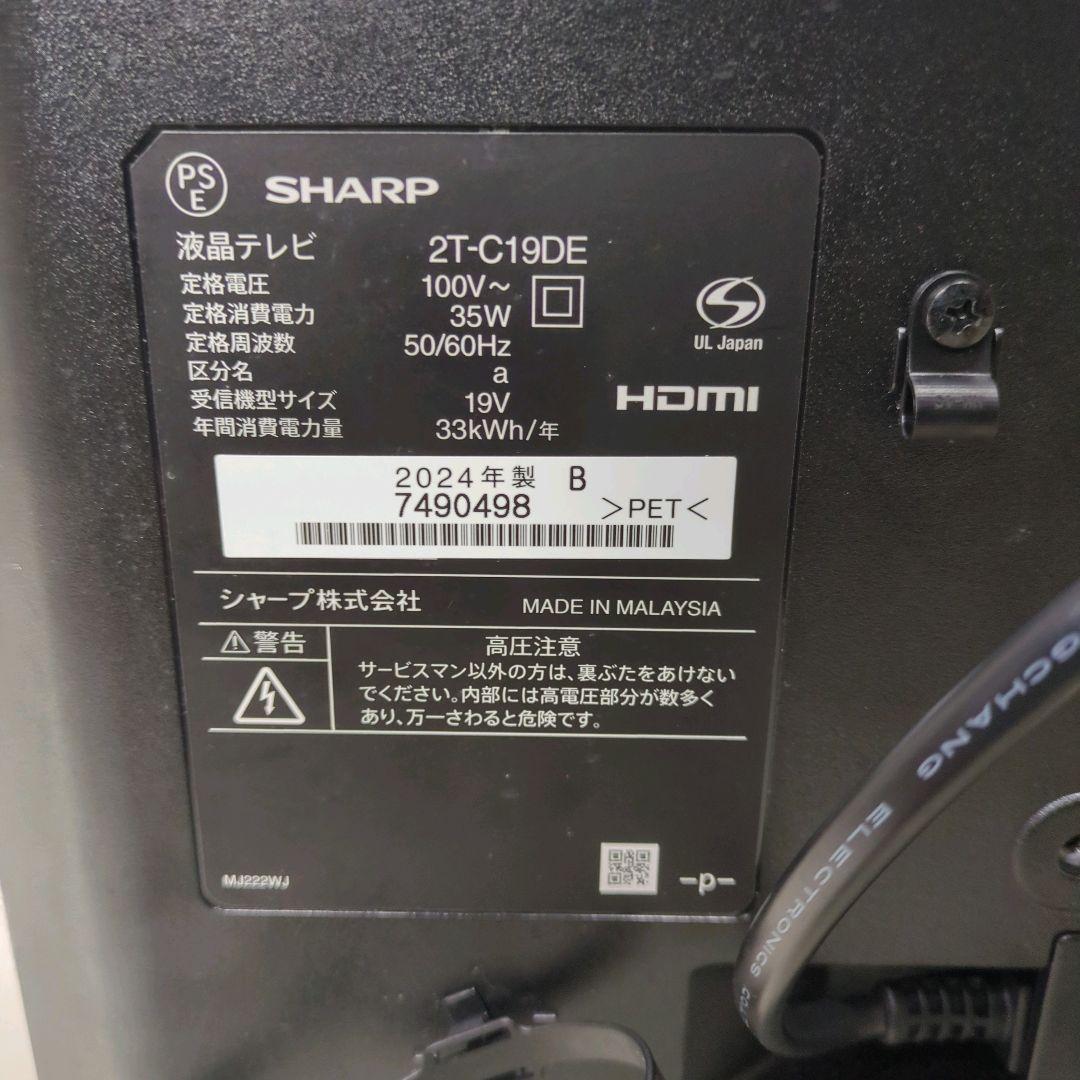 PS
E
SHARP
液晶テレビ 2T-C19DE
定格電圧 100V～
定格消費電力 35W
定格周波数 50/60Hz
区分名 a
受信機型サイズ 19V
年間消費電力量 33kWh/年
UL Japan
HDMI
2024年製 B
7490498 >PET<
シャープ株式会社 MADE IN MALAYSIA
⚠警告
高圧注意
サービスマン以外の方は、裏ぶたをあけない
でください。内部には高電圧部分が数多く
あり、万一さわると危険です。
MJ222WJ
-p-
GCHANG ELECTRONICS CO